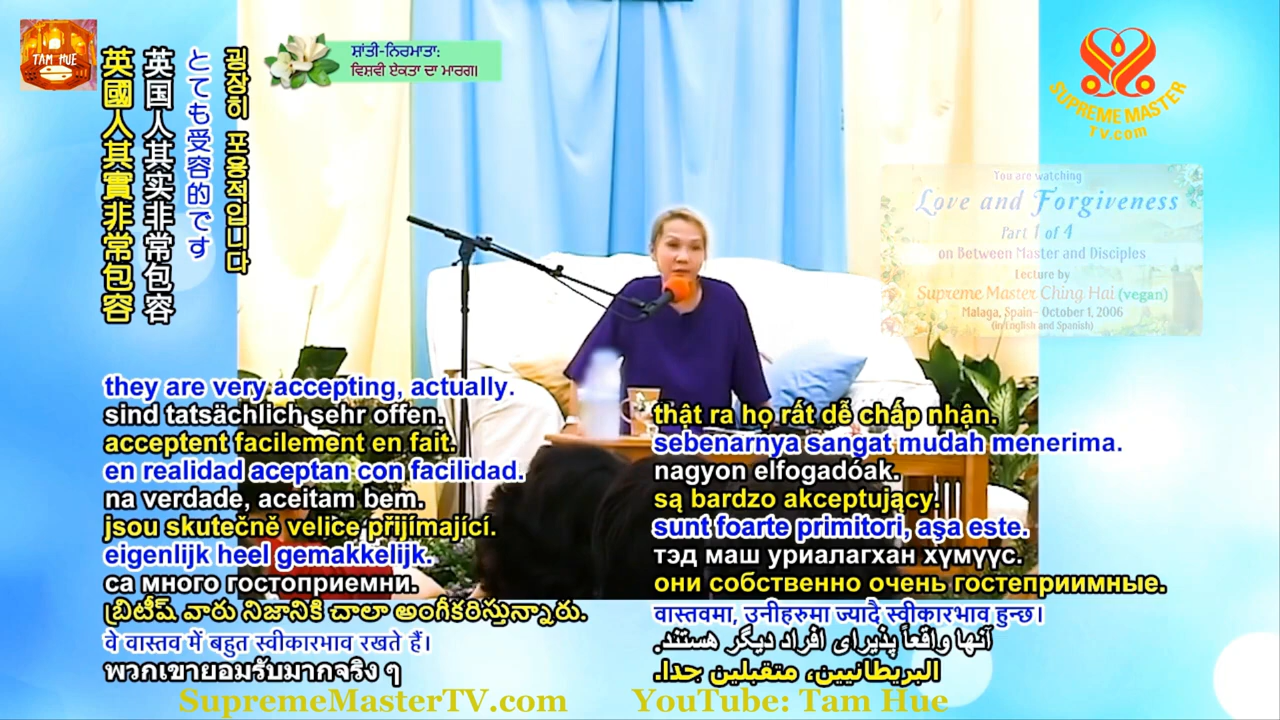 TAM HUE
英國人其實非常包容
英国人其实非常包容
とても受容的です
굉장히 포용적입니다
ਸ਼ਾਂਤੀ-ਨਿਰਮਾਤਾ:
ਵਿਸ਼ਵੀ ਏਕਤਾ ਦਾ ਮਾਰਗ।
SUPREME MASTER
TV.com
You are watching
Love and Forgiveness
Part 1 of 4
on Between Master and Disciples
Lecture by
Supreme Master Ching Hai (vegan)
Malaga, Spain- October 1, 2006
(in English and Spanish)
they are very accepting, actually.
sind tatsächlich sehr offen.
acceptent facilement en fait.
en realidad aceptan con facilidad.
na verdade, aceitam bem.
jsou skutečně velice přijímající.
eigenlijk heel gemakkelijk.
са много гостоприемни.
బ్రిటీష్ వారు నిజానికి చాలా అంగీకరిస్తున్నారు.
वे वास्तव में बहुत स्वीकारभाव रखते हैं।
พวกเขายอมรับมากจริง ๆ
thật ra họ rất dễ chấp nhận.
sebenarnya sangat mudah menerima.
nagyon elfogadóak.
są bardzo akceptujący.
sunt foarte primitori, aşa este.
тэд маш уриалагхан хүмүүс.
они собственно очень гостеприимные.
वास्तवमा, उनीहरुमा ज्यादै स्वीकारभाव हुन्छ।
آنها واقعاً پذیرای افراد دیگر هستند.
البريطانيين، متقبلين جدا.
SupremeMasterTV.com
YouTube: Tam Hue